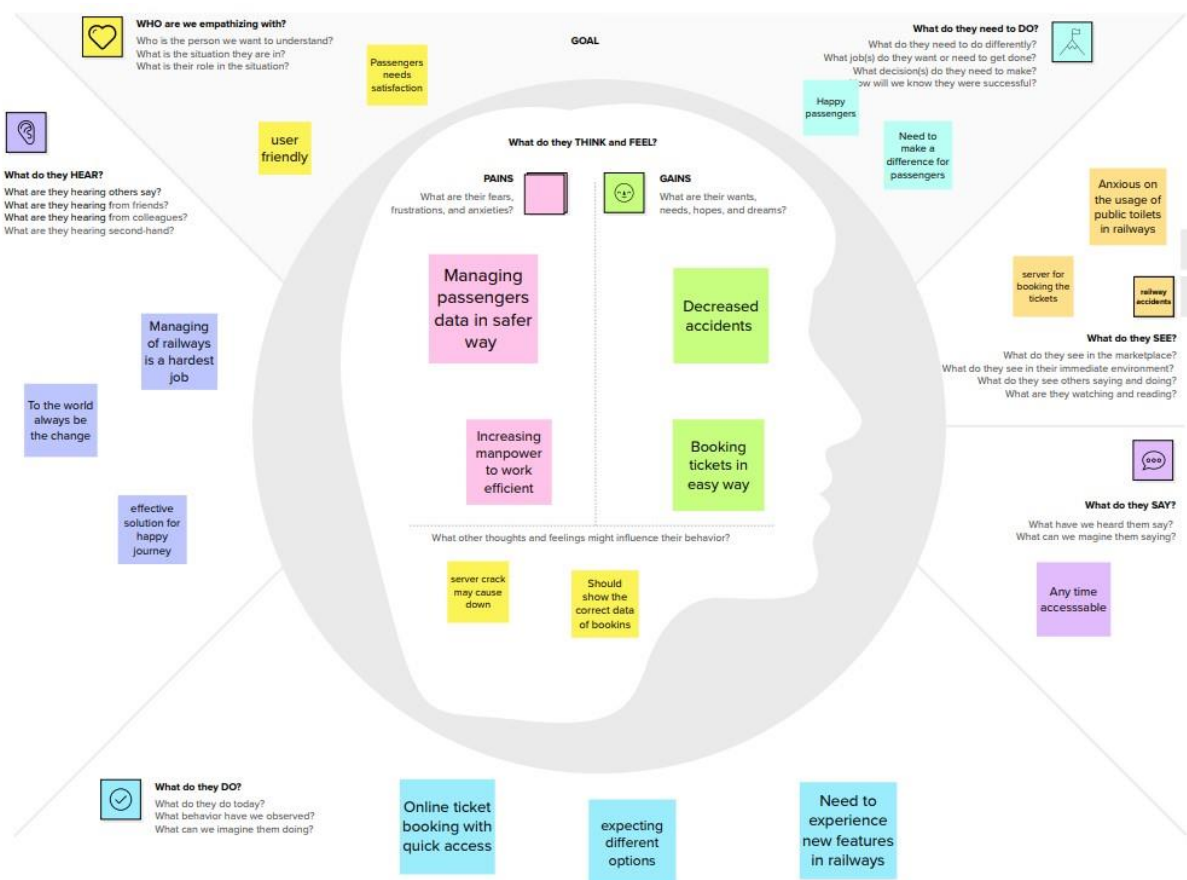 WHO are we empathizing with?
Who is the person we want to understand?
What is the situation they are in?
What is their role in the situation?
Passengers
needs
satisfaction
user
friendly
GOAL
What do they need to DO?
What do they need to do differently?
What job(s) do they want or need to get done?
What decision(s) do they need to make?
How will we know they were successful?
Happy
passengers
Need to
make a
difference for
passengers
What do they HEAR?
What are they hearing others say?
What are they hearing from friends?
What are they hearing from colleagues?
What are they hearing second-hand?
Managing
of railways
is a hardest
job
To the world
always be
the change
effective
solution for
happy
journey
What do they THINK and FEEL?
PAINS
What are their fears,
frustrations, and anxieties?
Managing
passengers
data in safer
way
Increasing
manpower
to work
efficient
GAINS
What are their wants,
needs, hopes, and dreams?
Decreased
accidents
Booking
tickets in
easy way
What other thoughts and feelings might influence their behavior?
server crack
may cause
down
Should
show the
correct data
of bookins
Anxious on
the usage of
public toilets
in railways
server for
booking the
tickets
railway
accidents
What do they SEE?
What do they see in the marketplace?
What do they see in their immediate environment?
What do they see others saying and doing?
What are they watching and reading?
What do they SAY?
What have we heard them say?
What can we magine them saying?
Any time
accesssable
What do they DO?
What do they do today?
What behavior have we observed?
What can we imagine them doing?
Online ticket
booking with
quick access
expecting
different
options
Need to
experience
new features
in railways